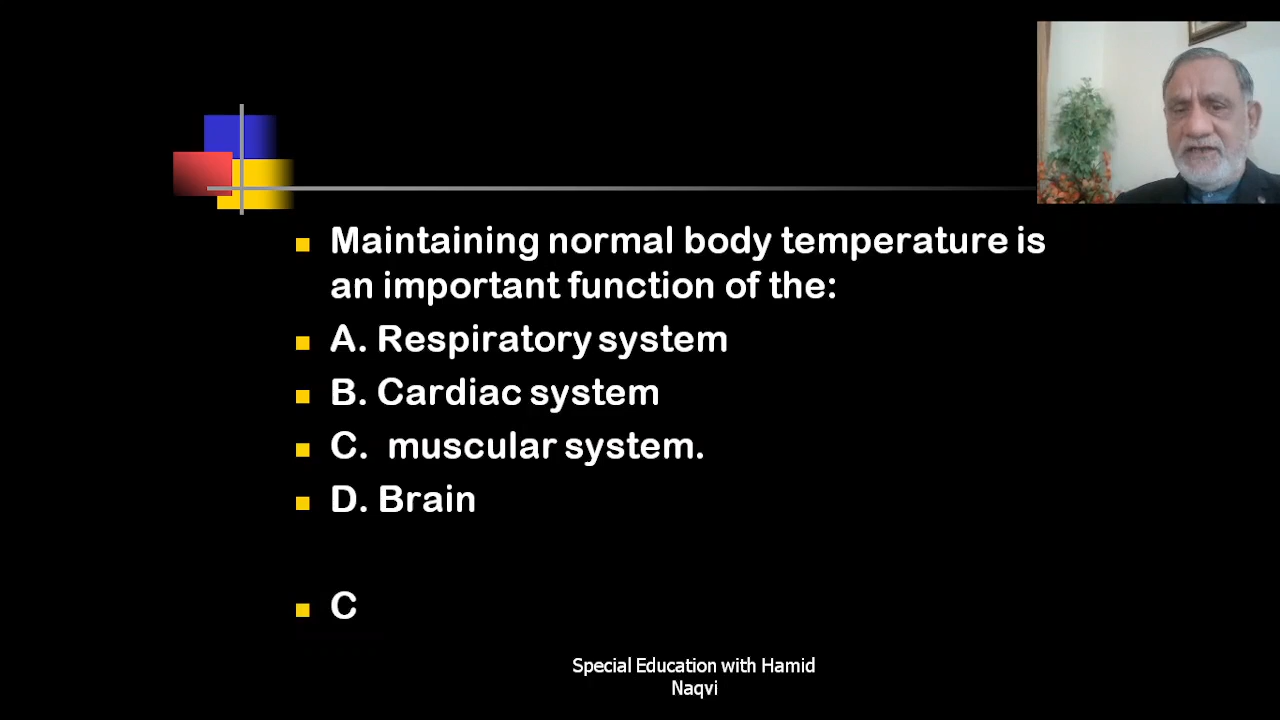 Maintaining normal body temperature is
an important function of the:
A. Respiratory system
B. Cardiac system
C.  muscular system.
D. Brain
C
Special Education with Hamid
Naqvi